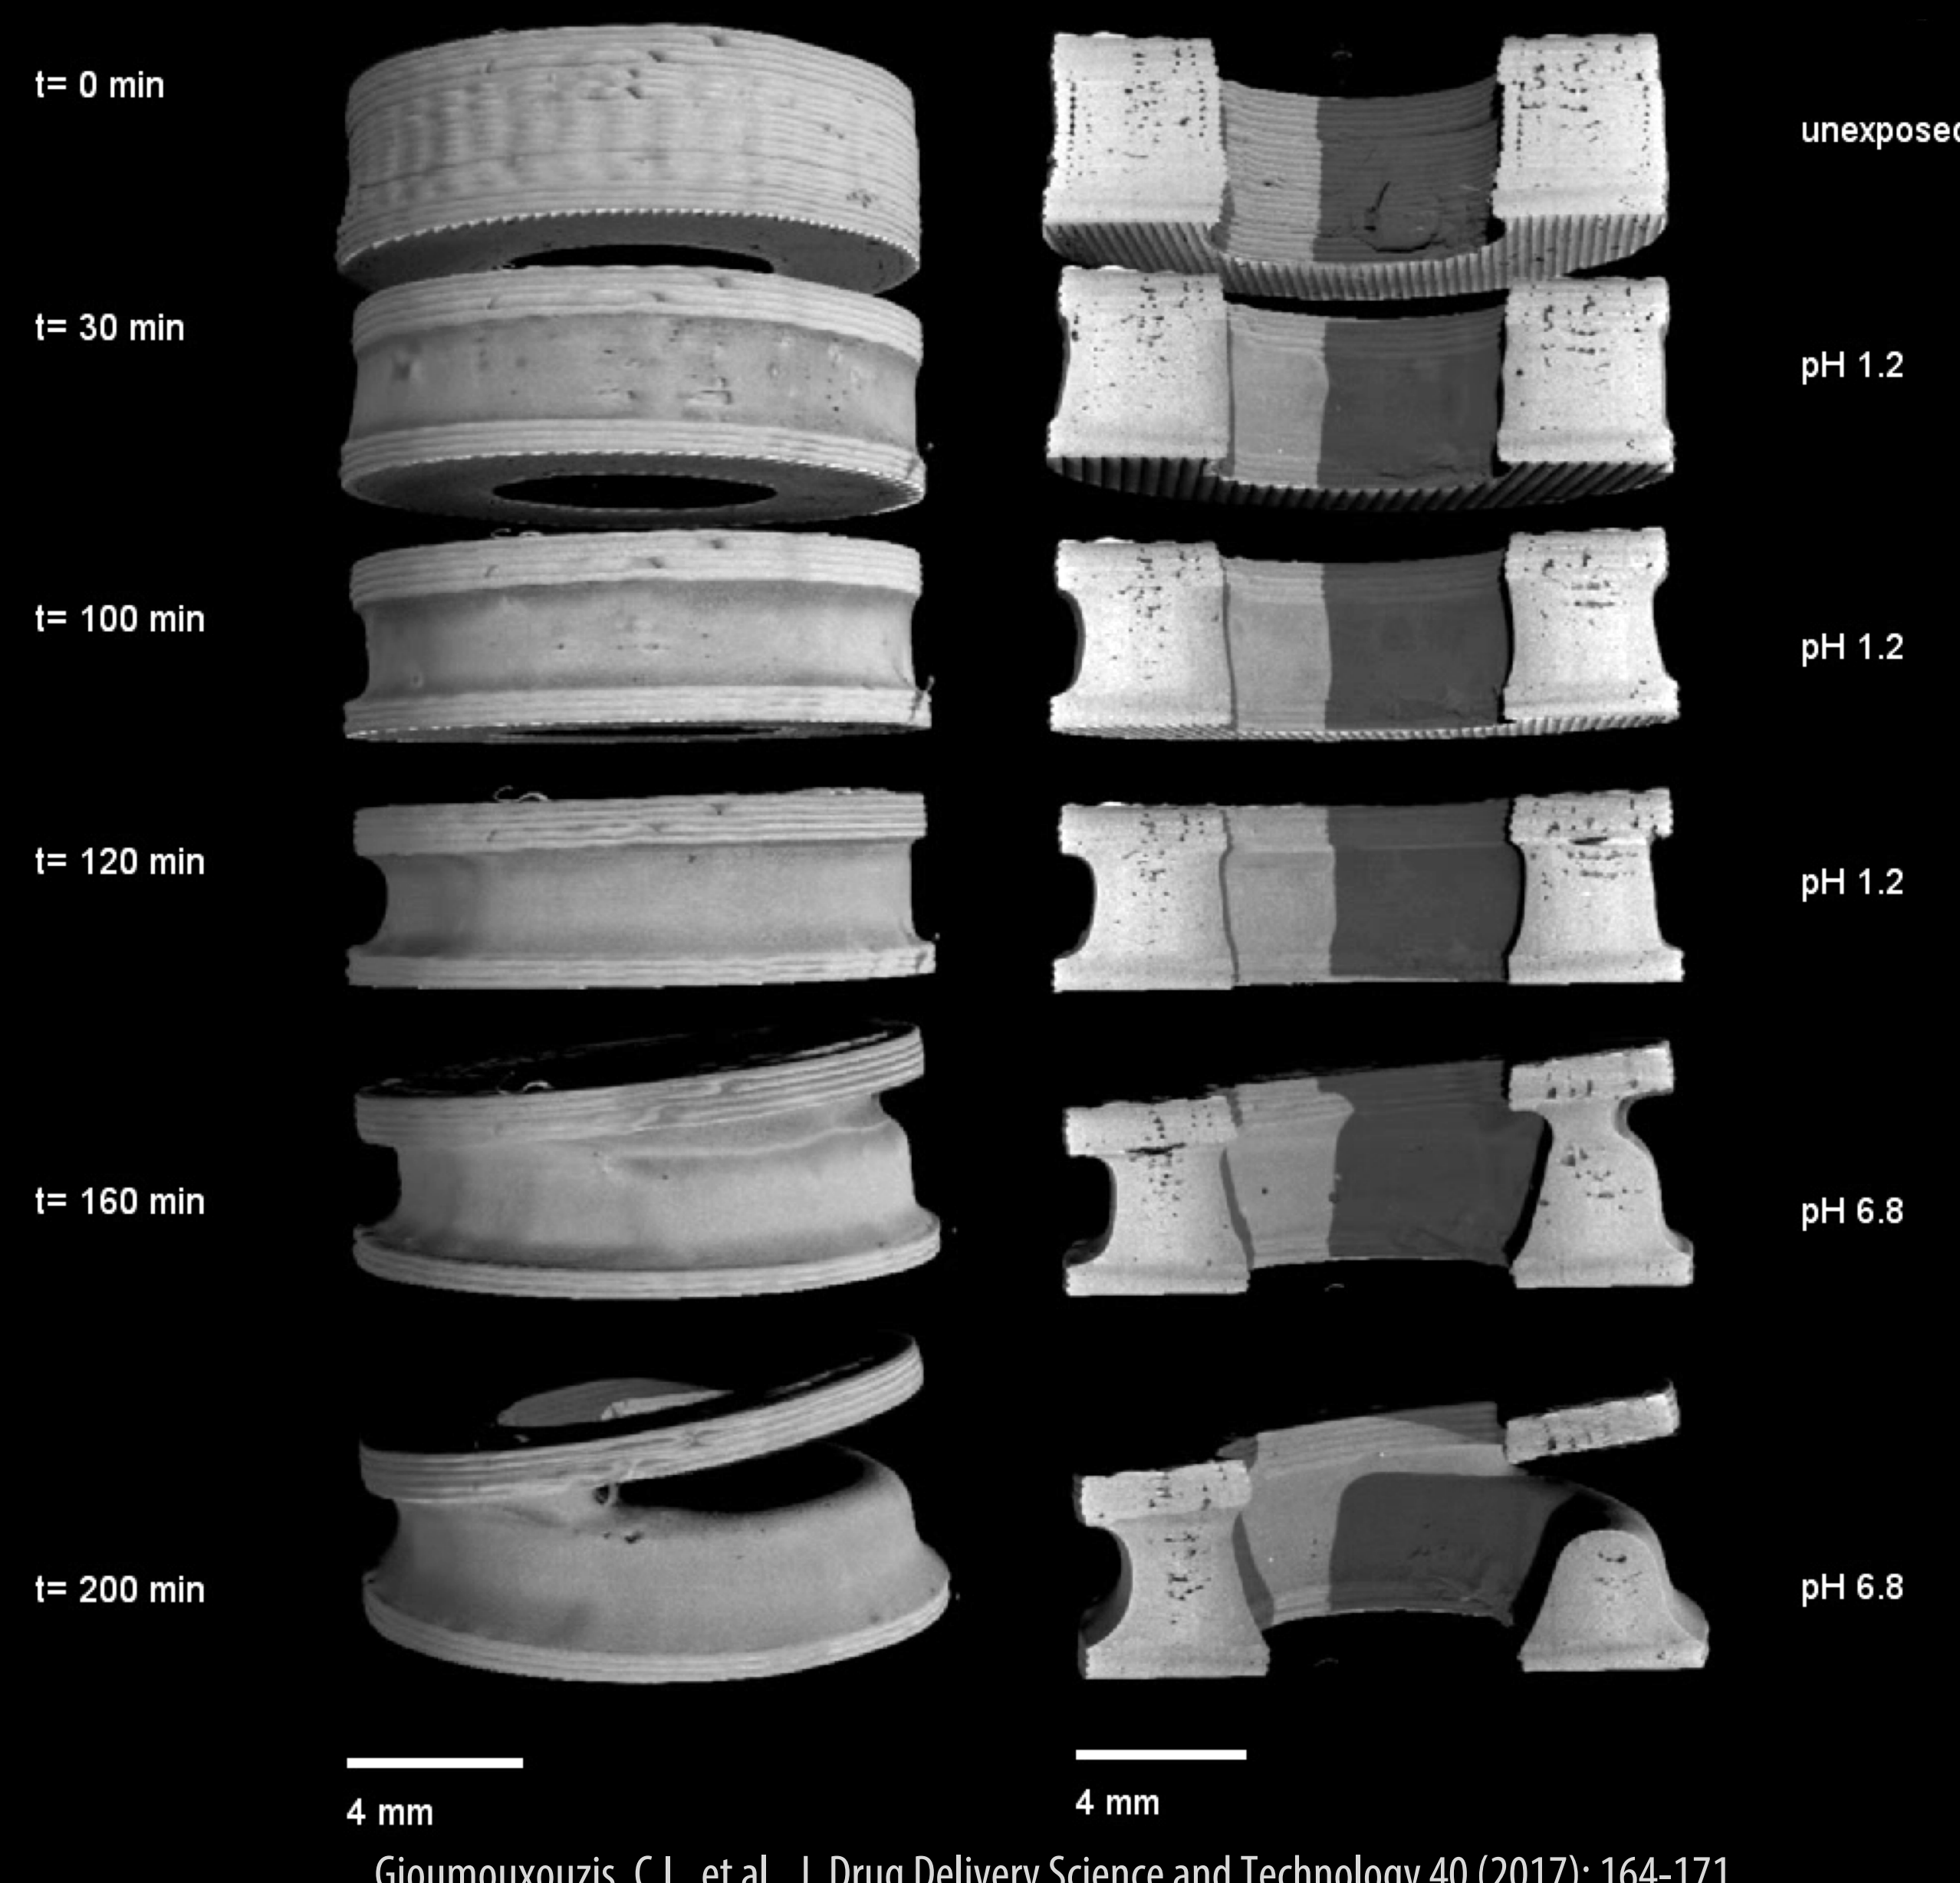 t= 0 min
unexposed
t= 30 min
pH 1.2
t= 100 min
pH 1.2
t= 120 min
pH 1.2
t= 160 min
pH 6.8
t= 200 min
pH 6.8
4 mm
4 mm
Gioumouxouzis, C.I., et al., J. Drug Delivery Science and Technology 40 (2017): 164-171